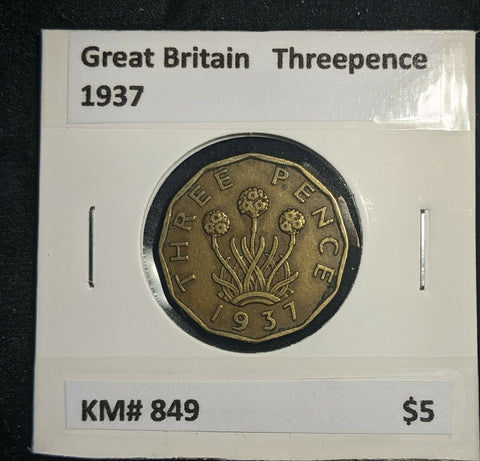 Great Britain Threepence
1937
THREE PENCE
1937
KM# 849 $5